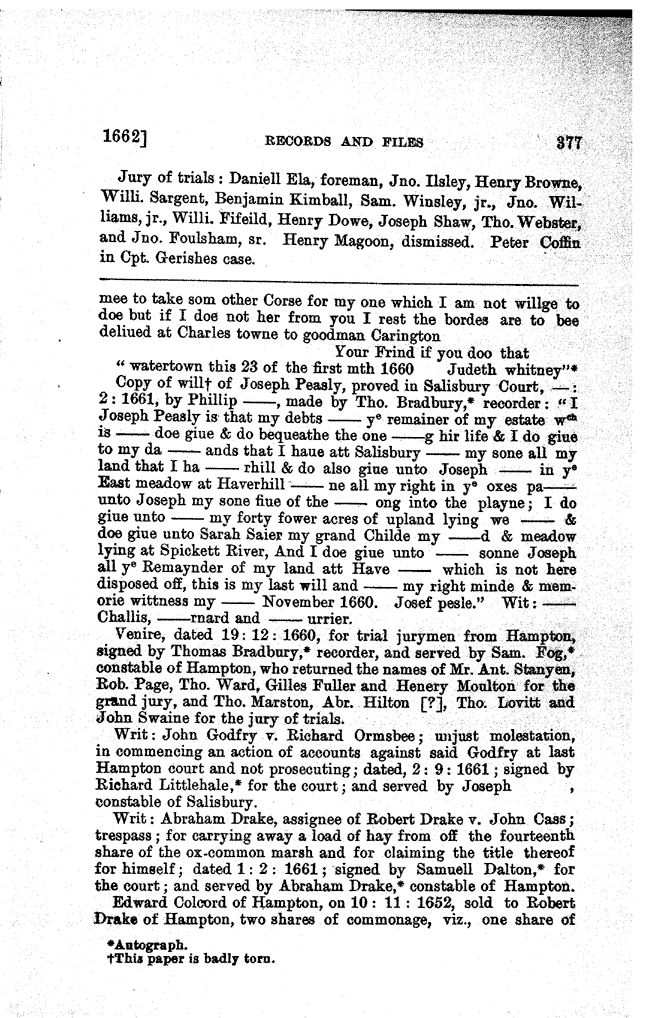 1662]
RECORDS AND FILES
377
Jury of trials : Daniell Ela, foreman, Jno. Ilsley, Henry Browne,
Willi. Sargent, Benjamin Kimball, Sam. Winsley, jr., Jno. Wil-
liams, jr., Willi. Fifeild, Henry Dowe, Joseph Shaw, Tho. Webster,
and Jno. Foulsham, sr. Henry Magoon, dismissed. Peter Coffin
in Cpt. Gerishes case.
mee to take som other Corse for my one which I am not willge to
doe but if I doe not her from you I rest the bordes are to bee
deliued at Charles towne to goodman Carington
Your Frind if you doo that
" watertown this 23 of the first mth 1660 Judeth whitney"*
Copy of will† of Joseph Peasly, proved in Salisbury Court, — :
2 : 1661, by Phillip ——, made by Tho. Bradbury,* recorder : " I
Joseph Peasly is that my debts —— yᵉ remainer of my estate wᵗʰ
is —— doe giue & do bequeathe the one ——g hir life & I do giue
to my da —— ands that I haue att Salisbury —— my sone all my
land that I ha —— rhill & do also giue unto Joseph —— in yᵉ
East meadow at Haverhill —— ne all my right in yᵉ oxes pa——
unto Joseph my sone fiue of the —— ong into the playne; I do
giue unto —— my forty fower acres of upland lying we —— &
doe giue unto Sarah Saier my grand Childe my ——d & meadow
lying at Spickett River, And I doe giue unto —— sonne Joseph
all yᵉ Remaynder of my land att Have —— which is not here
disposed off, this is my last will and —— my right minde & mem-
orie wittness my —— November 1660. Josef pesle." Wit : ——
Challis, ——rnard and —— urrier.
Venire, dated 19 : 12 : 1660, for trial jurymen from Hampton,
signed by Thomas Bradbury,* recorder, and served by Sam. Fog,*
constable of Hampton, who returned the names of Mr. Ant. Stanyen,
Rob. Page, Tho. Ward, Gilles Fuller and Henery Moulton for the
grand jury, and Tho. Marston, Abr. Hilton [?], Tho. Lovitt and
John Swaine for the jury of trials.
Writ : John Godfry v. Richard Ormsbee ; unjust molestation,
in commencing an action of accounts against said Godfry at last
Hampton court and not prosecuting ; dated, 2 : 9 : 1661 ; signed by
Richard Littlehale,* for the court ; and served by Joseph ,
constable of Salisbury.
Writ : Abraham Drake, assignee of Robert Drake v. John Cass ;
trespass ; for carrying away a load of hay from off the fourteenth
share of the ox-common marsh and for claiming the title thereof
for himself ; dated 1 : 2 : 1661 ; signed by Samuell Dalton,* for
the court ; and served by Abraham Drake,* constable of Hampton.
Edward Colcord of Hampton, on 10 : 11 : 1652, sold to Robert
Drake of Hampton, two shares of commonage, viz., one share of
*Autograph.
†This paper is badly torn.